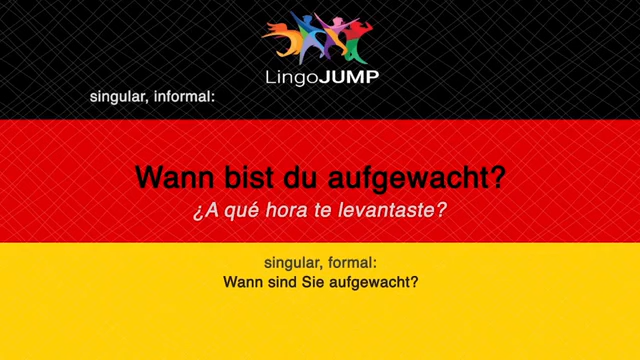 LingoJUMP
singular, informal:
Wann bist du aufgewacht?
¿A qué hora te levantaste?
singular, formal:
Wann sind Sie aufgewacht?